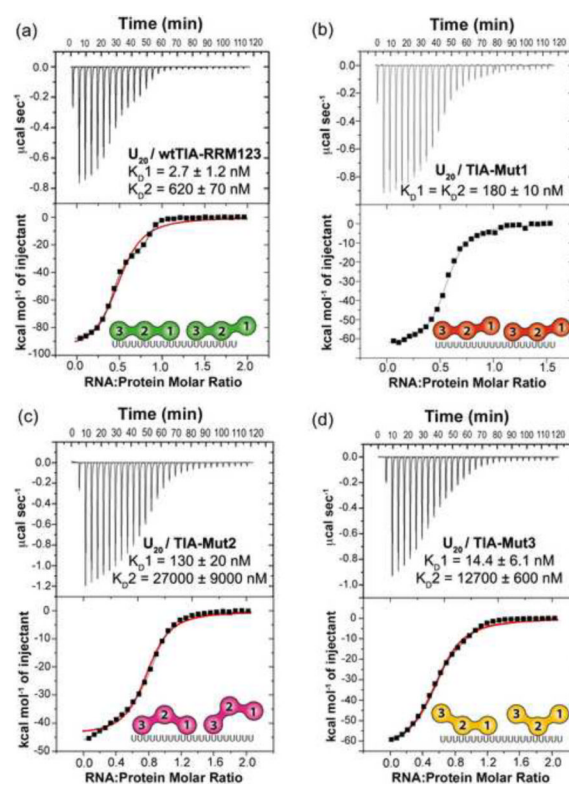 (a)
Time (min)
0 10 20 30 40 50 60 70 80 90 100 110 120
0.0
-0.2
-0.4
-0.6
-0.8
µcal sec⁻¹
U₂₀ / wtTIA-RRM123
K_D1 = 2.7 ± 1.2 nM
K_D2 = 620 ± 70 nM
0
-20
-40
-60
-80
-100
kcal mol⁻¹ of injectant
3 2 1 3 2 1
UUUUUUUUUUUUUUUUUUUU
0.0 0.5 1.0 1.5 2.0
RNA:Protein Molar Ratio
(b)
Time (min)
0 10 20 30 40 50 60 70 80 90 100 110 120
0.0
-0.2
-0.4
-0.6
-0.8
µcal sec⁻¹
U₂₀ / TIA-Mut1
K_D1 = K_D2 = 180 ± 10 nM
0
-10
-20
-30
-40
-50
-60
kcal mol⁻¹ of injectant
3 2 1 3 2 1
UUUUUUUUUUUUUUUUUUUU
0.0 0.5 1.0 1.5
RNA:Protein Molar Ratio
(c)
Time (min)
0 10 20 30 40 50 60 70 80 90 100 110 120
0.0
-0.2
-0.4
-0.6
-0.8
-1.0
-1.2
µcal sec⁻¹
U₂₀ / TIA-Mut2
K_D1 = 130 ± 20 nM
K_D2 = 27000 ± 9000 nM
0
-10
-20
-30
-40
-50
kcal mol⁻¹ of injectant
3 2 1 3 2 1
UUUUUUUUUUUUUUUUUUUU
0.0 0.4 0.8 1.2 1.6 2.0
RNA:Protein Molar Ratio
(d)
Time (min)
0 10 20 30 40 50 60 70 80 90 100 110 120
0.0
-0.2
-0.4
-0.6
-0.8
-1.0
µcal sec⁻¹
U₂₀ / TIA-Mut3
K_D1 = 14.4 ± 6.1 nM
K_D2 = 12700 ± 600 nM
0
-10
-20
-30
-40
-50
-60
kcal mol⁻¹ of injectant
3 2 1 3 2 1
UUUUUUUUUUUUUUUUUUUU
0.0 0.4 0.8 1.2 1.6 2.0
RNA:Protein Molar Ratio